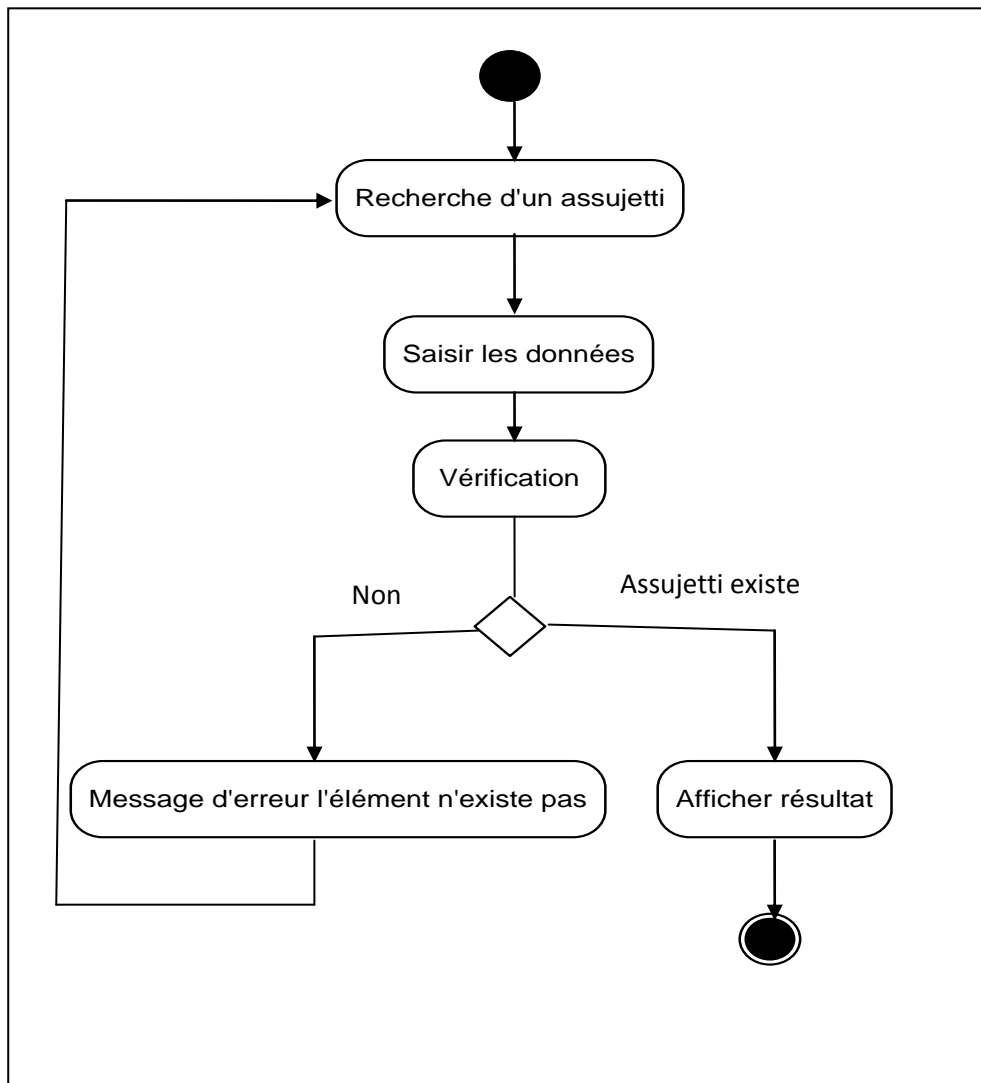 Recherche d'un assujetti
Saisir les données
Vérification
Non
Assujetti existe
Message d'erreur l'élément n'existe pas
Afficher résultat